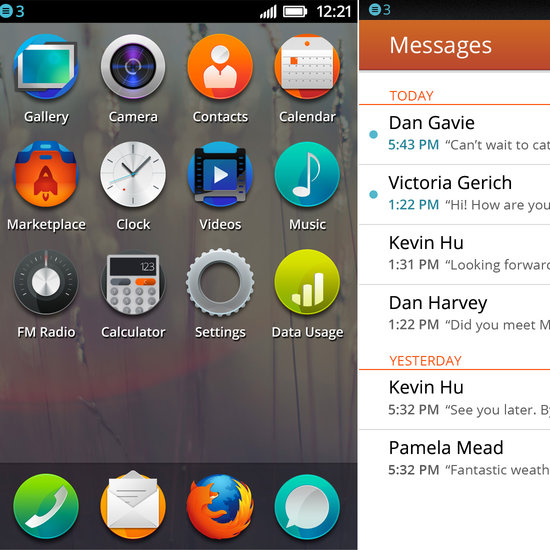 3
12:21
Gallery
Camera
Contacts
Calendar
Marketplace
Clock
Videos
Music
123
FM Radio
Calculator
Settings
Data Usage
3
Messages
TODAY
Dan Gavie
5:43 PM “Can’t wait to cat
Victoria Gerich
1:22 PM “Hi! How are you
Kevin Hu
1:31 PM “Looking forward
Dan Harvey
1:22 PM “Did you meet M
YESTERDAY
Kevin Hu
5:32 PM “See you later. By
Pamela Mead
5:32 PM “Fantastic weath